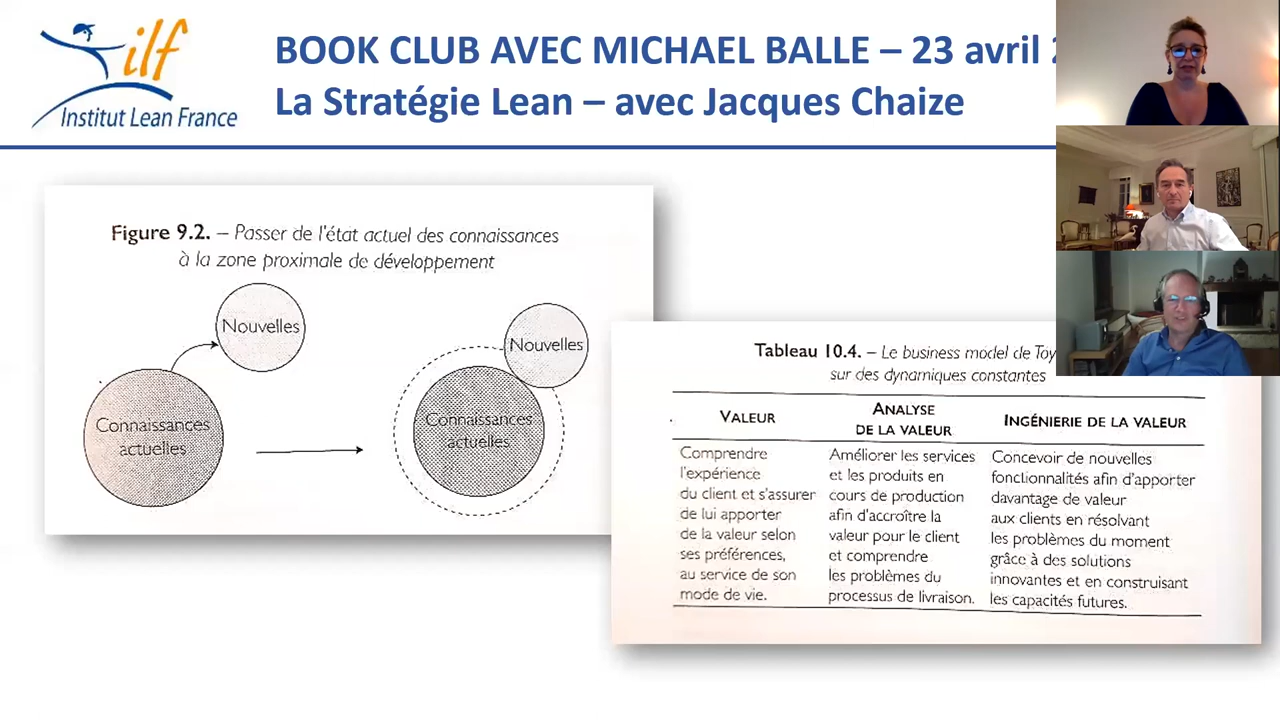 ilf
Institut Lean France
BOOK CLUB AVEC MICHAEL BALLE – 23 avril
La Stratégie Lean – avec Jacques Chaize
Figure 9.2. – Passer de l'état actuel des connaissances
à la zone proximale de développement
Nouvelles
Connaissances
actuelles
Nouvelles
Connaissances
actuelles
Tableau 10.4. – Le business model de Toy
sur des dynamiques constantes
VALEUR
ANALYSE
DE LA VALEUR
INGÉNIERIE DE LA VALEUR
Comprendre
l'expérience
du client et s'assurer
de lui apporter
de la valeur selon
ses préférences,
au service de son
mode de vie.
Améliorer les services
et les produits en
cours de production
afin d'accroître la
valeur pour le client
et comprendre
les problèmes du
processus de livraison.
Concevoir de nouvelles
fonctionnalités afin d'apporter
davantage de valeur
aux clients en résolvant
les problèmes du moment
grâce à des solutions
innovantes et en construisant
les capacités futures.